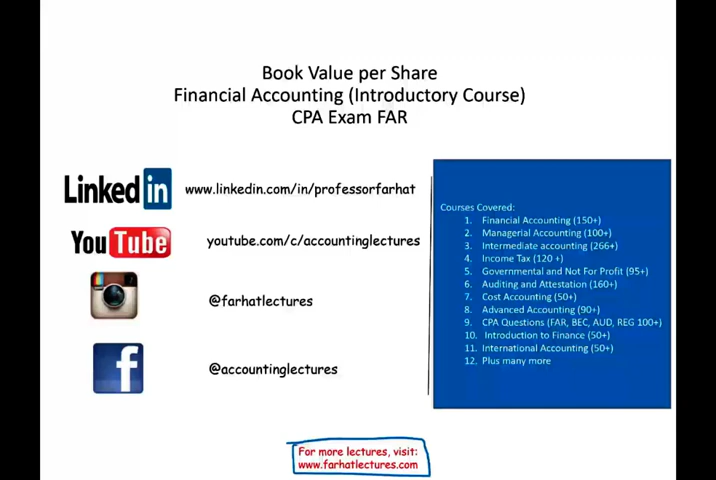 Book Value per Share
Financial Accounting (Introductory Course)
CPA Exam FAR
Linked in www.linkedin.com/in/professorfarhat
YouTube youtube.com/c/accountinglectures
@farhatlectures
f @accountinglectures
Courses Covered:
1. Financial Accounting (150+)
2. Managerial Accounting (100+)
3. Intermediate accounting (266+)
4. Income Tax (120 +)
5. Governmental and Not For Profit (95+)
6. Auditing and Attestation (160+)
7. Cost Accounting (50+)
8. Advanced Accounting (90+)
9. CPA Questions (FAR, BEC, AUD, REG 100+)
10. Introduction to Finance (50+)
11. International Accounting (50+)
12. Plus many more
For more lectures, visit:
www.farhatlectures.com